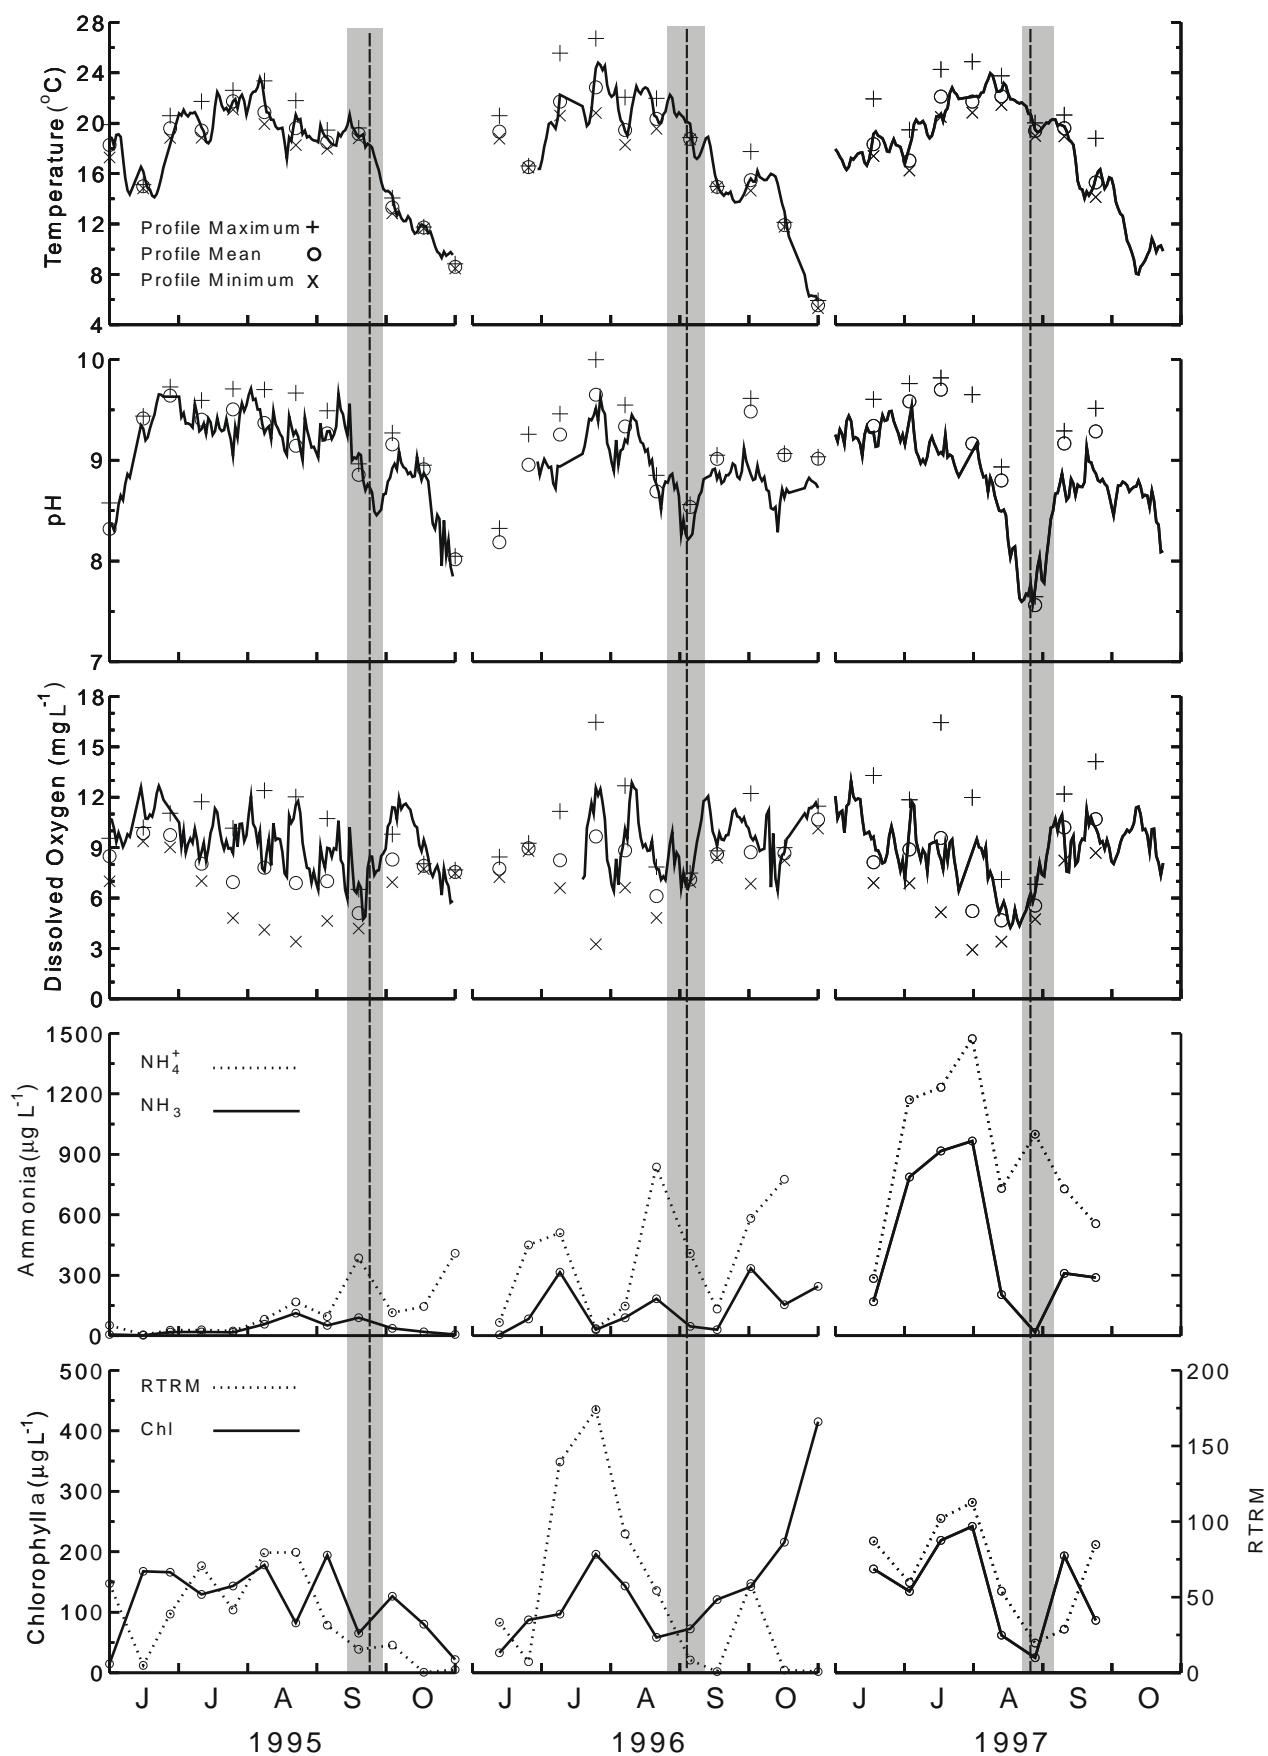 28
24
20
16
12
8
4
Temperature (°C)
Profile Maximum +
Profile Mean O
Profile Minimum x
10
9
8
7
pH
18
15
12
9
6
3
0
Dissolved Oxygen (mg L⁻¹)
1500
1200
900
600
300
0
Ammonia (µg L⁻¹)
NH₄⁺
NH₃
500
400
300
200
100
0
Chlorophyll a (µg L⁻¹)
RTRM
Chl
200
150
100
50
0
RTRM
J J A S O J J A S O J J A S O
1995 1996 1997